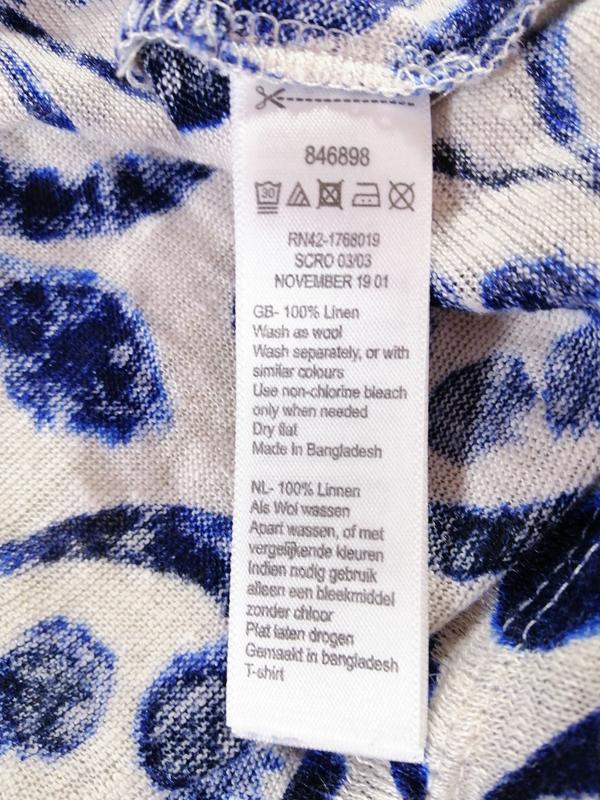 846898
30
RN42-1768019
SCRO 03/03
NOVEMBER 19 01
GB- 100% Linen
Wash as wool
Wash separately, or with
similar colours
Use non-chlorine bleach
only when needed
Dry flat
Made in Bangladesh
NL- 100% Linnen
Als Wol wassen
Apart wassen, of met
vergelijkende kleuren
Indien nodig gebruik
alleen een bleekmiddel
zonder chloor
Plat laten drogen
Gemaakt in bangladesh
T-shirt